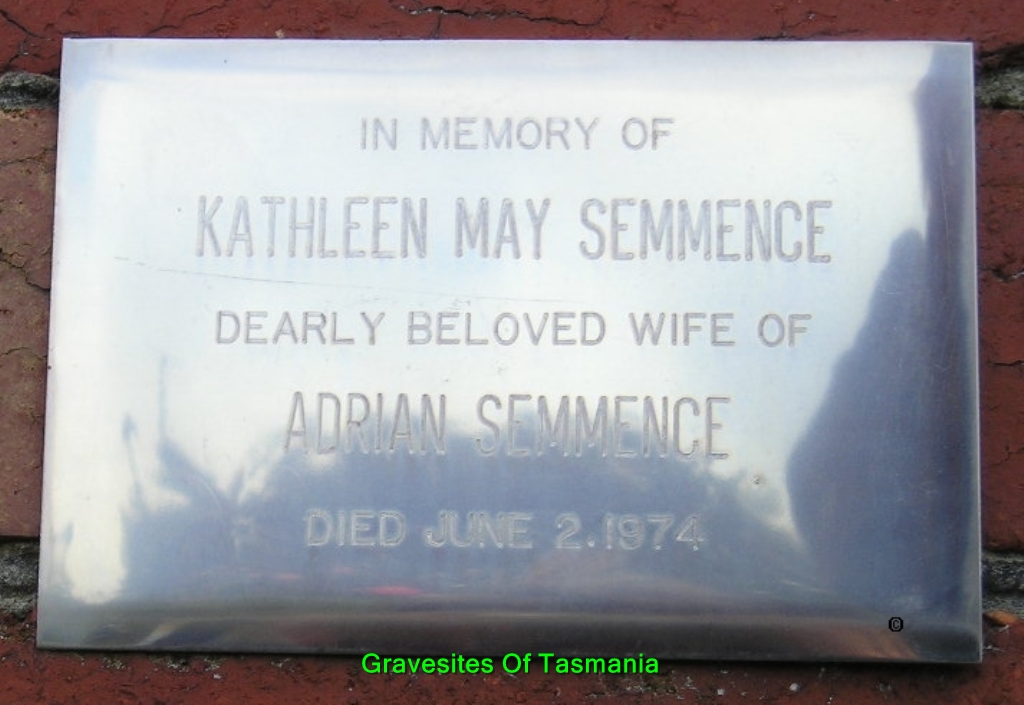 IN MEMORY OF
KATHLEEN MAY SEMMENCE
DEARLY BELOVED WIFE OF
ADRIAN SEMMENCE
DIED JUNE 2.1974
©
Gravesites Of Tasmania